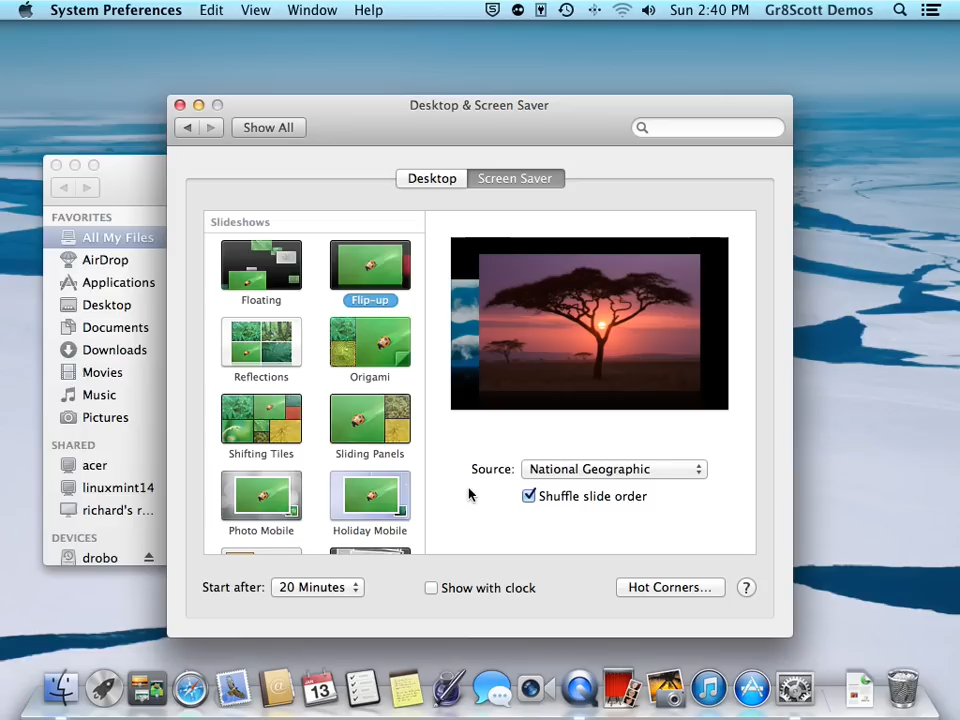 System Preferences Edit View Window Help Sun 2:40 PM Gr8Scott Demos
Desktop & Screen Saver
Show All
Desktop Screen Saver
FAVORITES
All My Files
AirDrop
Applications
Desktop
Documents
Downloads
Movies
Music
Pictures
SHARED
acer
linuxmint14
richard's r...
DEVICES
drobo
Slideshows
Floating Flip-up
Reflections Origami
Shifting Tiles Sliding Panels
Photo Mobile Holiday Mobile
Source: National Geographic
Shuffle slide order
Start after: 20 Minutes Show with clock Hot Corners... ?
13